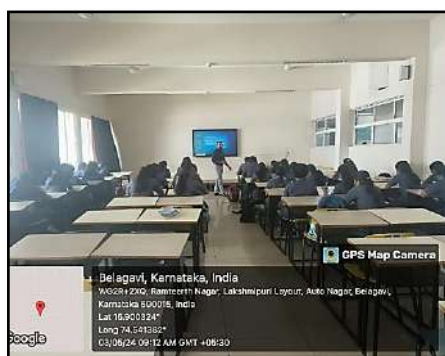 GPS Map Camera
Belagavi, Karnataka, India
WG2R+2XQ, Ramteerth Nagar, Lakshmipuri Layout, Auto Nagar, Belagavi,
Karnataka 590015, India
Lat 15.900324°
Long 74.541382°
03/05/24 09:12 AM GMT +05:30
Google